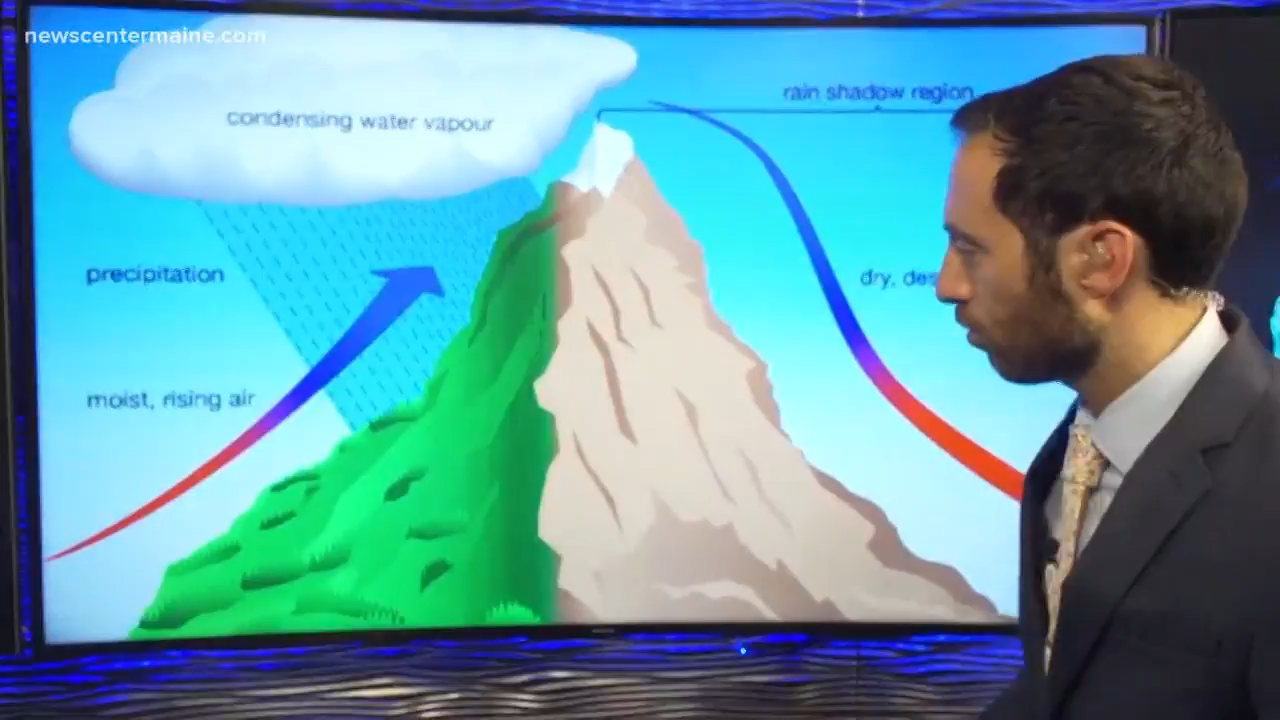 newscentermaine.com
condensing water vapour
rain shadow region
precipitation
dry,
moist, rising air